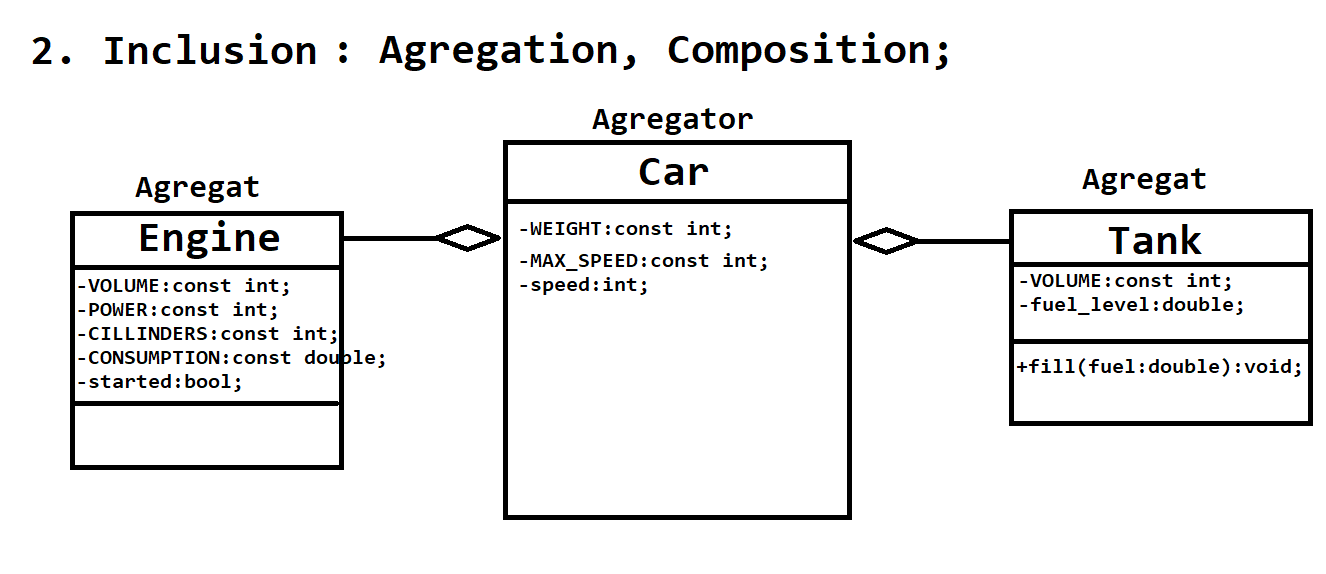 2. Inclusion : Agregation, Composition;
Agregat
Engine
-VOLUME:const int;
-POWER:const int;
-CILLINDERS:const int;
-CONSUMPTION:const double;
-started:bool;
Agregator
Car
-WEIGHT:const int;
-MAX_SPEED:const int;
-speed:int;
Agregat
Tank
-VOLUME:const int;
-fuel_level:double;
+fill(fuel:double):void;